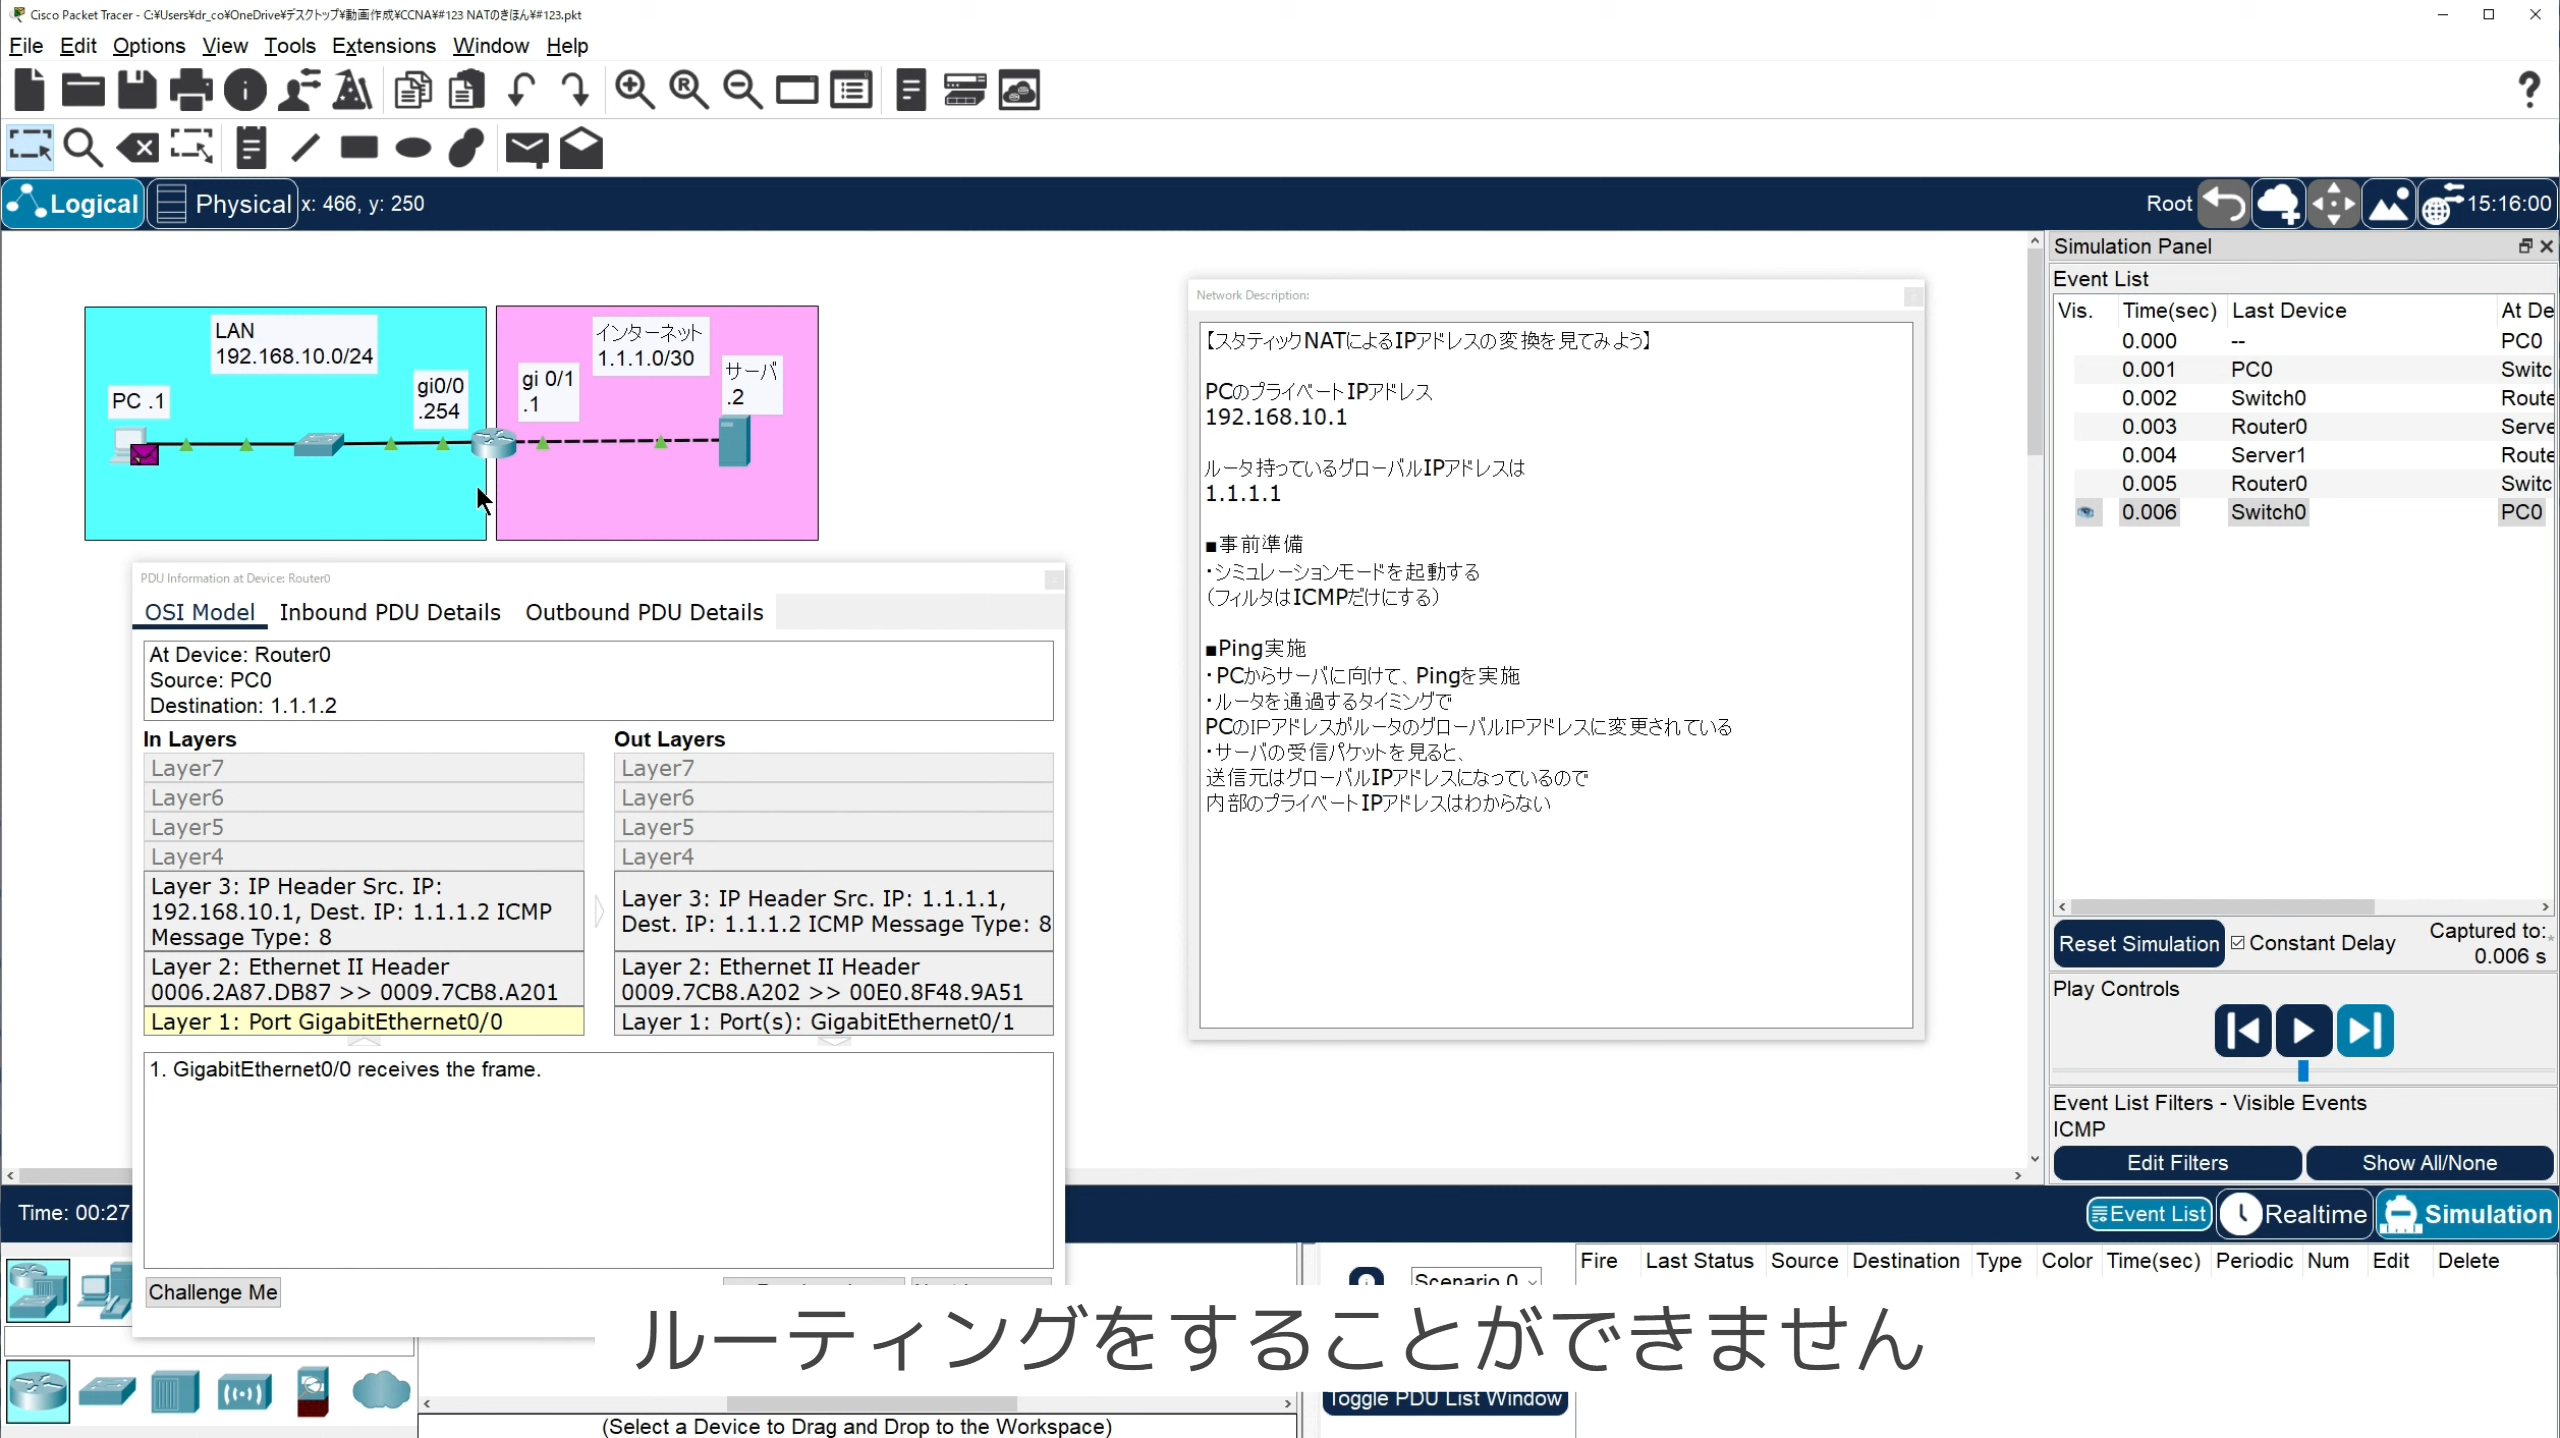 Cisco Packet Tracer - C:¥Users¥dr_co¥OneDrive¥デスクトップ¥動画作成¥CCNA¥#123 NATのきほん¥#123.pkt
File Edit Options View Tools Extensions Window Help
Logical Physical x: 466, y: 250 Root 15:16:00
LAN
192.168.10.0/24
PC .1
gi0/0
.254
gi 0/1
.1
インターネット
1.1.1.0/30
サーバ
.2
Network Description:
【スタティックNATによるIPアドレスの変換を見てみよう】
PCのプライベートIPアドレス
192.168.10.1
ルータ持っているグローバルIPアドレスは
1.1.1.1
■事前準備
・シミュレーションモードを起動する
（フィルタはICMPだけにする）
■Ping実施
・PCからサーバに向けて、Pingを実施
・ルータを通過するタイミングで
PCのIPアドレスがルータのグローバルIPアドレスに変更されている
・サーバの受信パケットを見ると、
送信元はグローバルIPアドレスになっているので
内部のプライベートIPアドレスはわからない
PDU Information at Device: Router0
OSI Model Inbound PDU Details Outbound PDU Details
At Device: Router0
Source: PC0
Destination: 1.1.1.2
In Layers
Layer7
Layer6
Layer5
Layer4
Layer 3: IP Header Src. IP:
192.168.10.1, Dest. IP: 1.1.1.2 ICMP
Message Type: 8
Layer 2: Ethernet II Header
0006.2A87.DB87 >> 0009.7CB8.A201
Layer 1: Port GigabitEthernet0/0
Out Layers
Layer7
Layer6
Layer5
Layer4
Layer 3: IP Header Src. IP: 1.1.1.1,
Dest. IP: 1.1.1.2 ICMP Message Type: 8
Layer 2: Ethernet II Header
0009.7CB8.A202 >> 00E0.8F48.9A51
Layer 1: Port(s): GigabitEthernet0/1
1. GigabitEthernet0/0 receives the frame.
Challenge Me
Simulation Panel
Event List
Vis. Time(sec) Last Device At De
0.000 -- PC0
0.001 PC0 Switc
0.002 Switch0 Route
0.003 Router0 Serve
0.004 Server1 Route
0.005 Router0 Switc
0.006 Switch0 PC0
Reset Simulation Constant Delay Captured to:
0.006 s
Play Controls
Event List Filters - Visible Events
ICMP
Edit Filters Show All/None
Time: 00:27
Event List Realtime Simulation
Scenario 0
Fire Last Status Source Destination Type Color Time(sec) Periodic Num Edit Delete
ルーティングをすることができません
Toggle PDU List Window
(Select a Device to Drag and Drop to the Workspace)